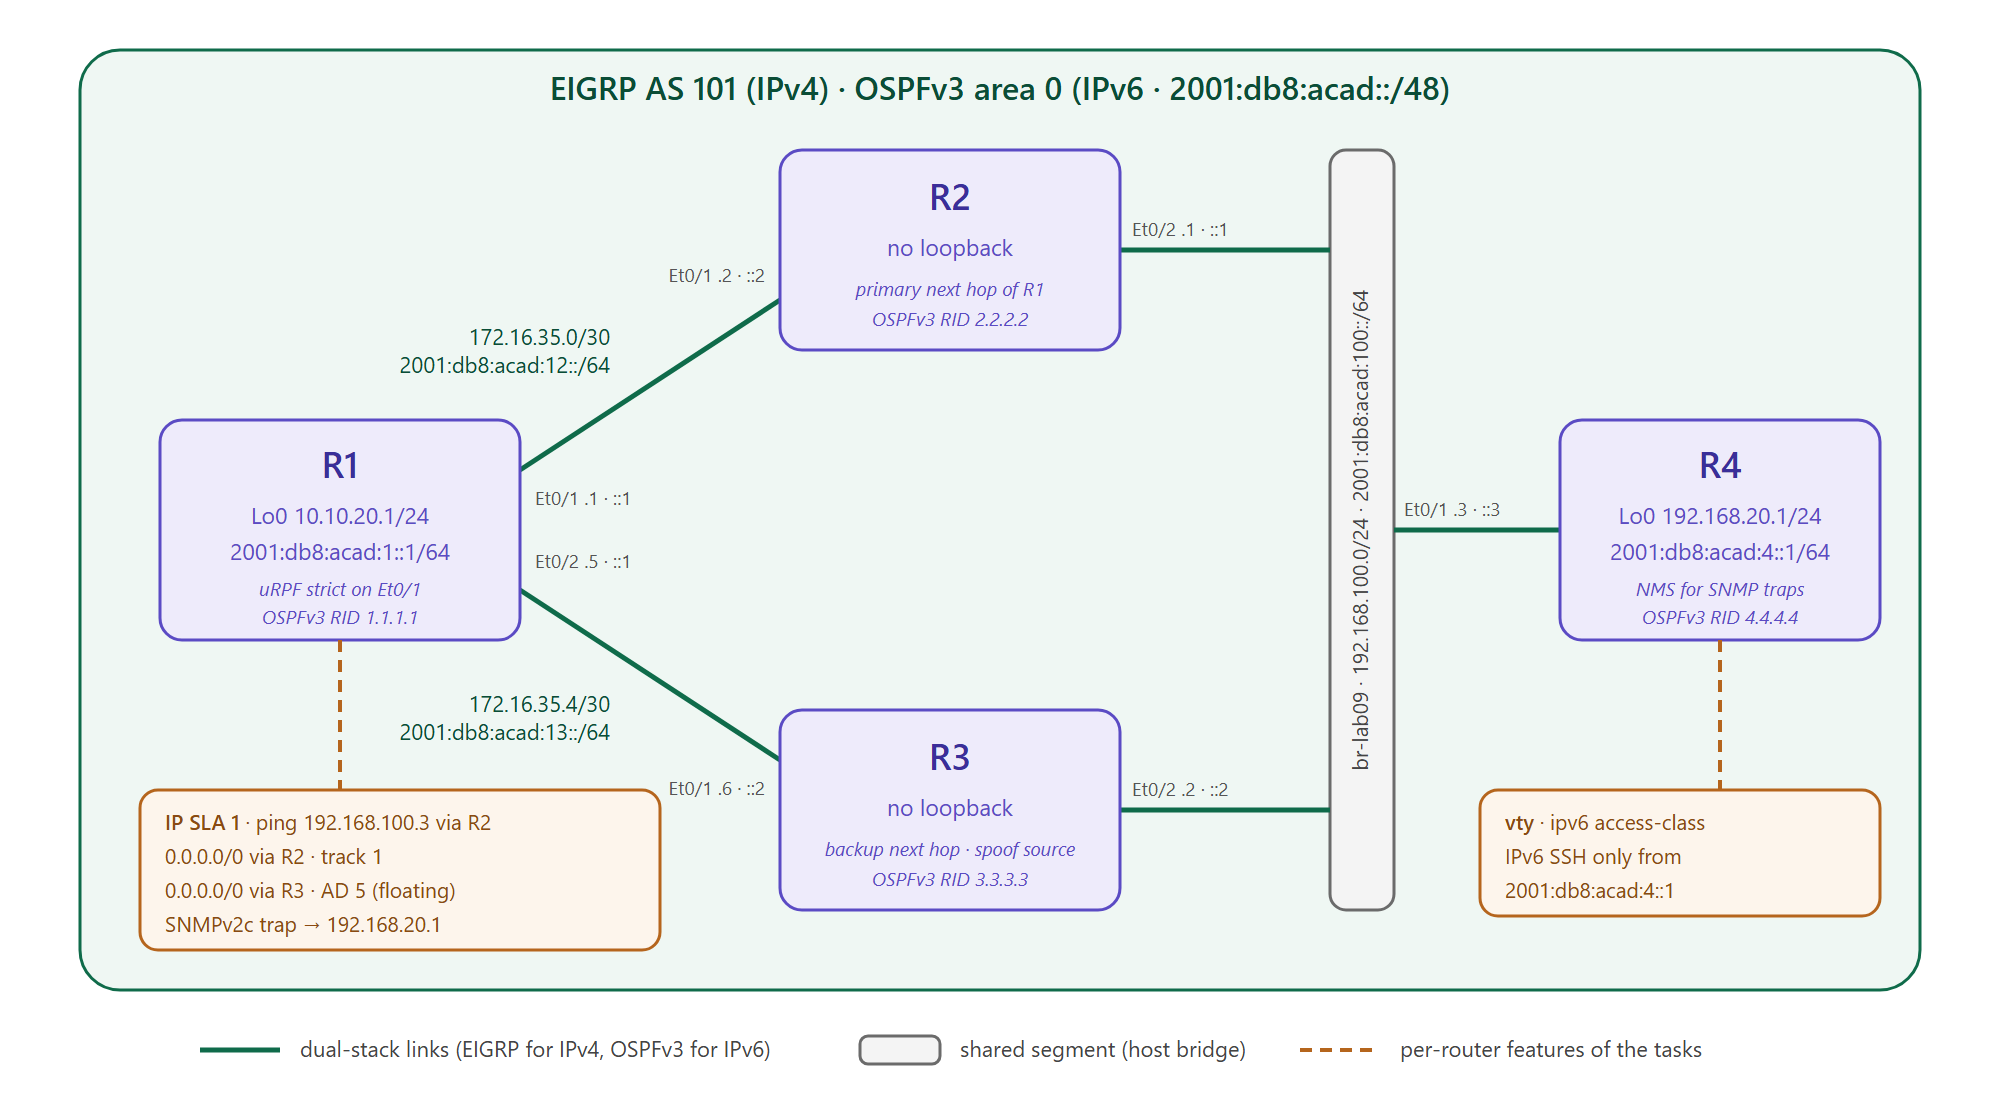 EIGRP AS 101 (IPv4) · OSPFv3 area 0 (IPv6 · 2001:db8:acad::/48)
R2
no loopback
primary next hop of R1
OSPFv3 RID 2.2.2.2
Et0/1 .2 · ::2
Et0/2 .1 · ::1
172.16.35.0/30
2001:db8:acad:12::/64
R1
Lo0 10.10.20.1/24
2001:db8:acad:1::1/64
uRPF strict on Et0/1
OSPFv3 RID 1.1.1.1
Et0/1 .1 · ::1
Et0/2 .5 · ::1
br-lab09 · 192.168.100.0/24 · 2001:db8:acad:100::/64
Et0/1 .3 · ::3
R4
Lo0 192.168.20.1/24
2001:db8:acad:4::1/64
NMS for SNMP traps
OSPFv3 RID 4.4.4.4
172.16.35.4/30
2001:db8:acad:13::/64
Et0/1 .6 · ::2
R3
no loopback
backup next hop · spoof source
OSPFv3 RID 3.3.3.3
Et0/2 .2 · ::2
IP SLA 1 · ping 192.168.100.3 via R2
0.0.0.0/0 via R2 · track 1
0.0.0.0/0 via R3 · AD 5 (floating)
SNMPv2c trap → 192.168.20.1
vty · ipv6 access-class
IPv6 SSH only from
2001:db8:acad:4::1
dual-stack links (EIGRP for IPv4, OSPFv3 for IPv6)
shared segment (host bridge)
per-router features of the tasks